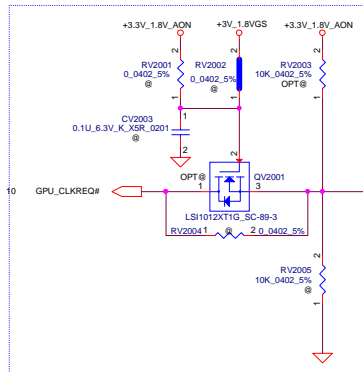 +3.3V_1.8V_AON
+3V_1.8VGS
+3.3V_1.8V_AON
2
RV2001
0_0402_5%
@
1
2
RV2002
0_0402_5%
@
1
2
RV2003
10K_0402_5%
OPT@
1
CV2003
0.1U_6.3V_K_X5R_0201
@
1
2
2
OPT@
QV2001
1
3
10
GPU_CLKREQ#
LSI1012XT1G_SC-89-3
RV2004
1
@
2
0_0402_5%
2
RV2005
10K_0402_5%
@
1